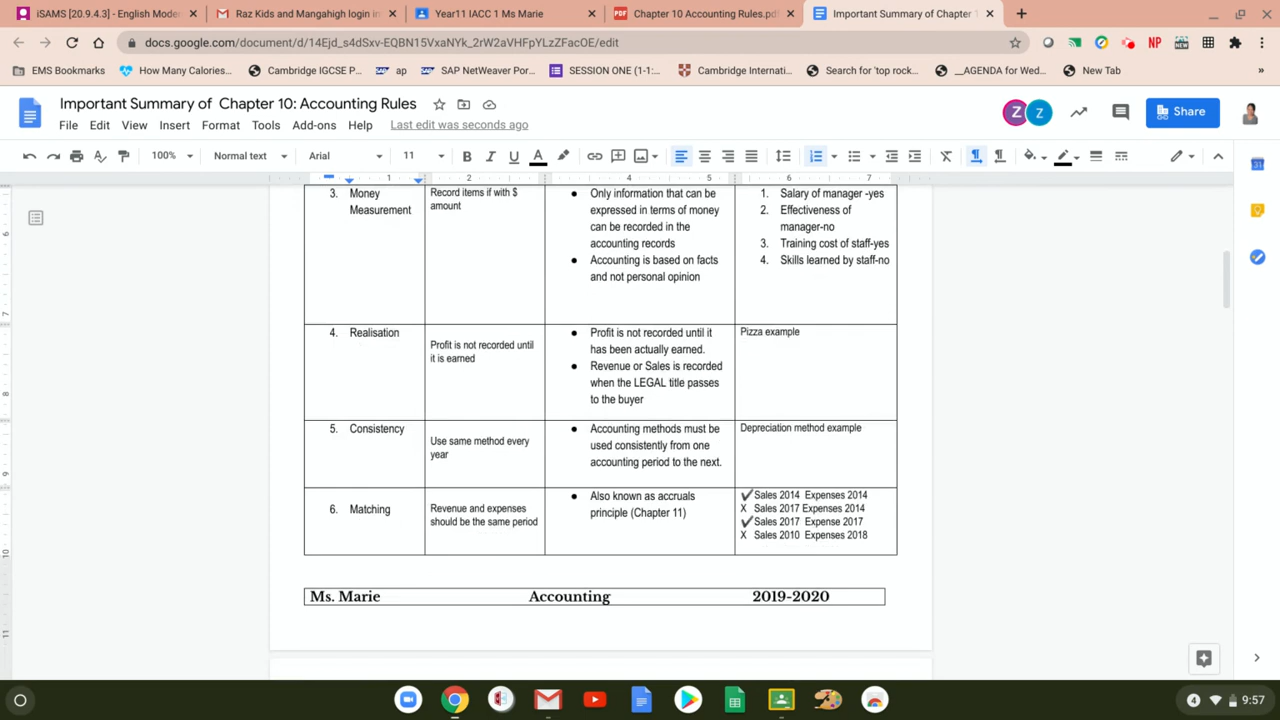 iSAMS [20.9.4.3] - English Moder
Raz Kids and Mangahigh login in
Year11 IACC 1 Ms Marie
PDF Chapter 10 Accounting Rules.pdf
Important Summary of Chapter 1
docs.google.com/document/d/14Ejd_s4dSxv-EQBN15VxaNYk_2rW2aVHFpYLzZFacOE/edit
EMS Bookmarks
How Many Calories...
Cambridge IGCSE P...
ap
SAP NetWeaver Por...
SESSION ONE (1-1:...
Cambridge Internati...
Search for 'top rock...
__AGENDA for Wed...
New Tab
»
Important Summary of Chapter 10: Accounting Rules
Z Z
Share
File Edit View Insert Format Tools Add-ons Help Last edit was seconds ago
100% Normal text Arial 11 B I U A
1 2 3 4 5 6 7
3. Money
Measurement
Record items if with $
amount
● Only information that can be
expressed in terms of money
can be recorded in the
accounting records
● Accounting is based on facts
and not personal opinion
1. Salary of manager -yes
2. Effectiveness of
manager-no
3. Training cost of staff-yes
4. Skills learned by staff-no
4. Realisation
Profit is not recorded until
it is earned
● Profit is not recorded until it
has been actually earned.
● Revenue or Sales is recorded
when the LEGAL title passes
to the buyer
Pizza example
5. Consistency
Use same method every
year
● Accounting methods must be
used consistently from one
accounting period to the next.
Depreciation method example
6. Matching
Revenue and expenses
should be the same period
● Also known as accruals
principle (Chapter 11)
✔Sales 2014 Expenses 2014
X Sales 2017 Expenses 2014
✔Sales 2017 Expense 2017
X Sales 2010 Expenses 2018
Ms. Marie Accounting 2019-2020
4 9:57